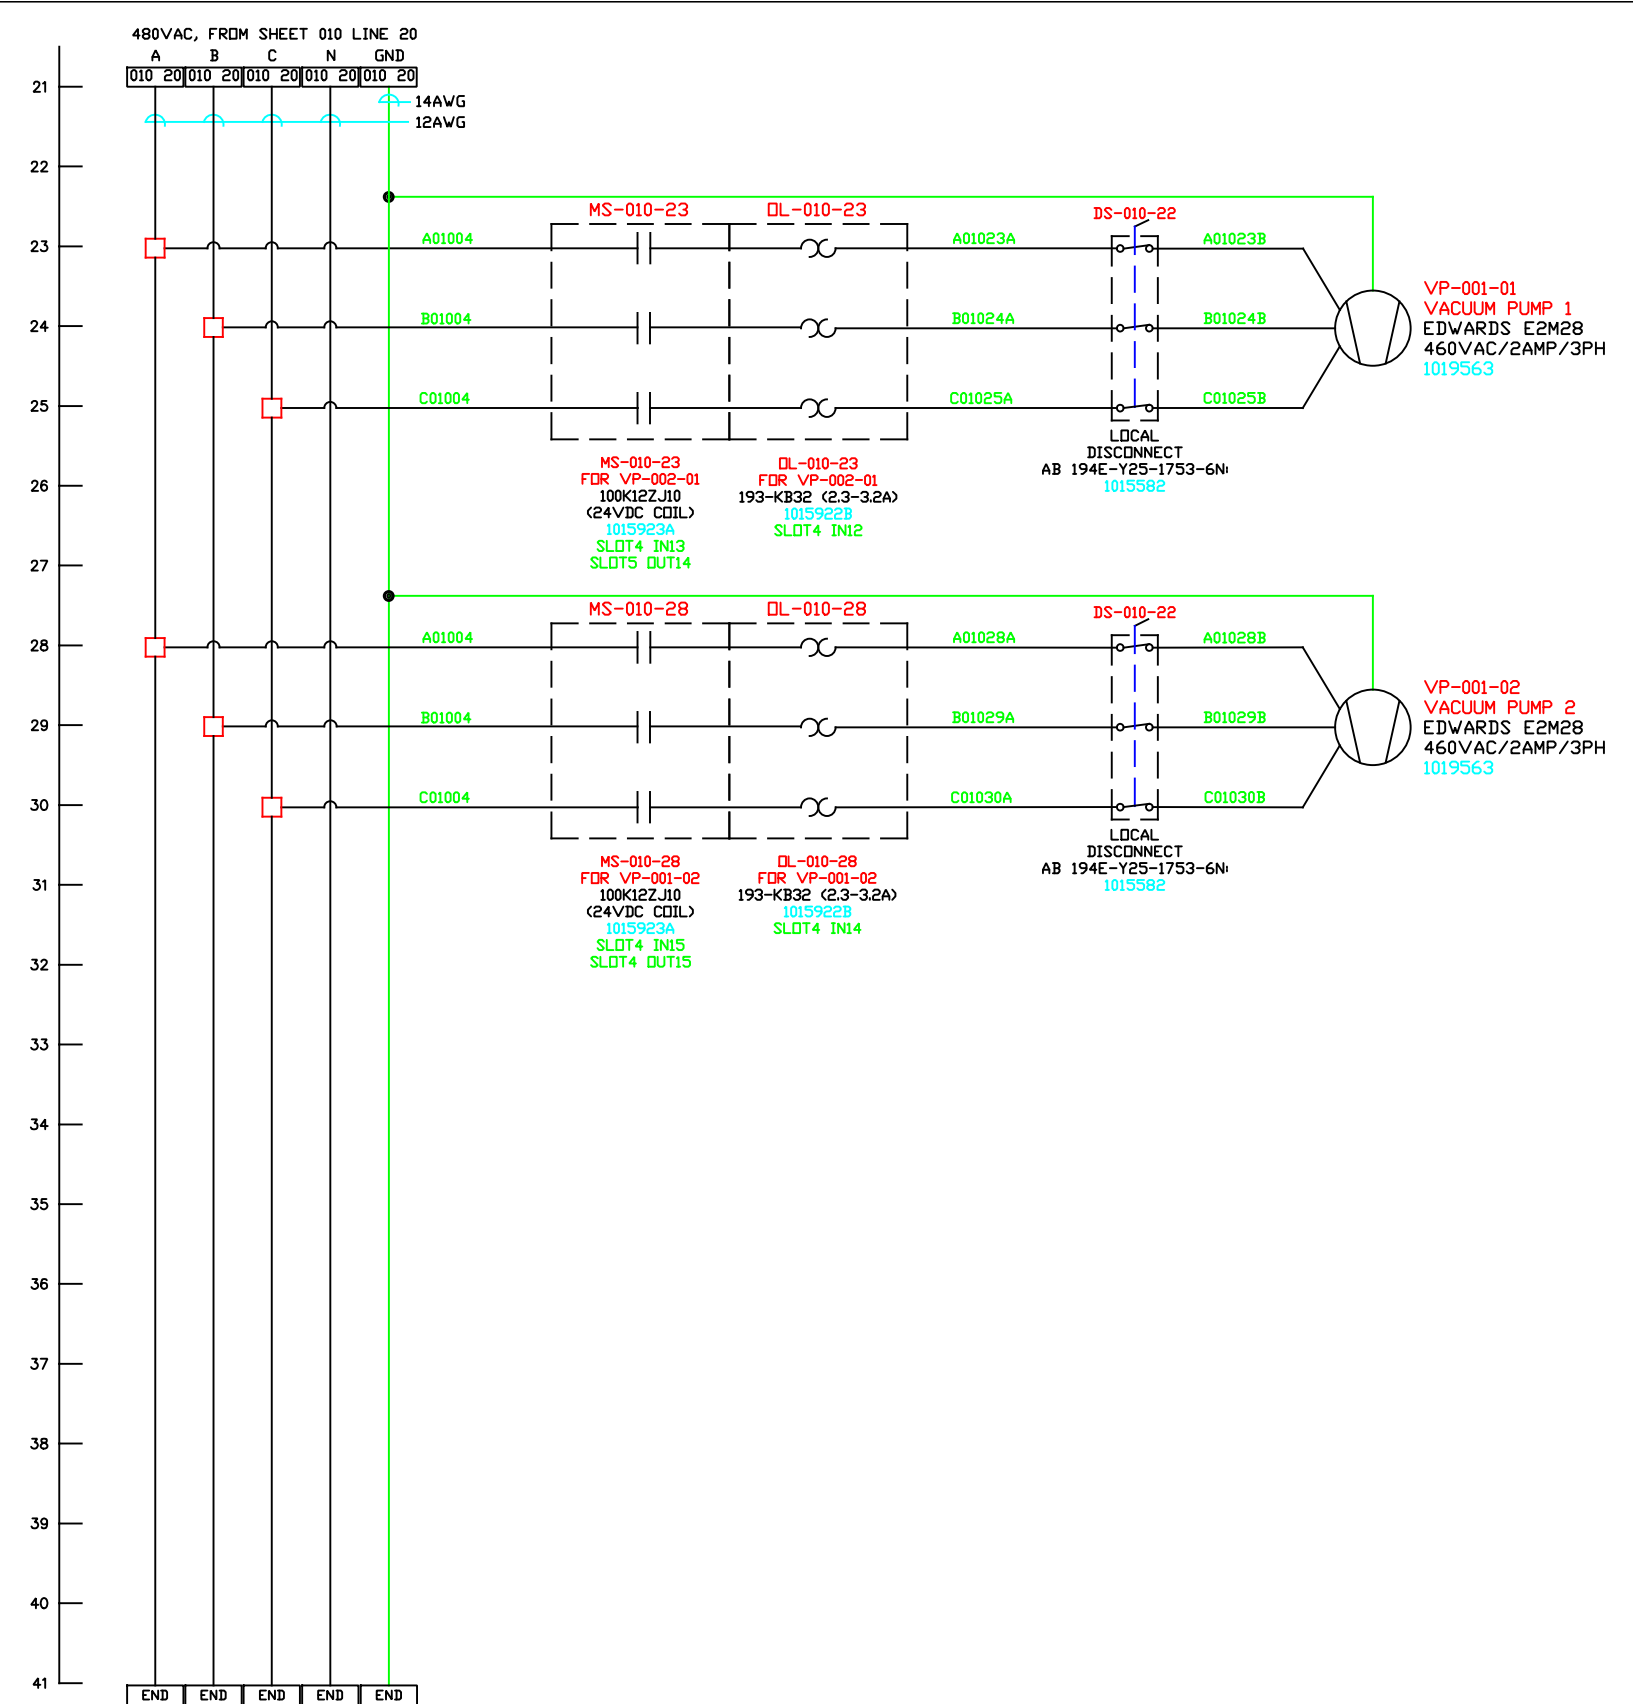 480VAC, FROM SHEET 010 LINE 20
A B C N GND
010 20 010 20 010 20 010 20 010 20
21
14AWG
12AWG
22
MS-010-23 OL-010-23 DS-010-22
23 A01004 A01023A A01023B
24 B01004 B01024A B01024B
VP-001-01
VACUUM PUMP 1
EDWARDS E2M28
460VAC/2AMP/3PH
1019563
25 C01004 C01025A C01025B
LOCAL
DISCONNECT
AB 194E-Y25-1753-6N
1015582
MS-010-23
FOR VP-002-01
100K12ZJ10
(24VDC COIL)
1015923A
SLOT4 IN13
SLOT5 OUT14
OL-010-23
FOR VP-002-01
193-KB32 (2.3-3.2A)
1015922B
SLOT4 IN12
26
27
MS-010-28 OL-010-28 DS-010-22
28 A01004 A01028A A01028B
29 B01004 B01029A B01029B
VP-001-02
VACUUM PUMP 2
EDWARDS E2M28
460VAC/2AMP/3PH
1019563
30 C01004 C01030A C01030B
LOCAL
DISCONNECT
AB 194E-Y25-1753-6N
1015582
MS-010-28
FOR VP-001-02
100K12ZJ10
(24VDC COIL)
1015923A
SLOT4 IN15
SLOT4 OUT15
OL-010-28
FOR VP-001-02
193-KB32 (2.3-3.2A)
1015922B
SLOT4 IN14
31
32
33
34
35
36
37
38
39
40
41
END END END END END